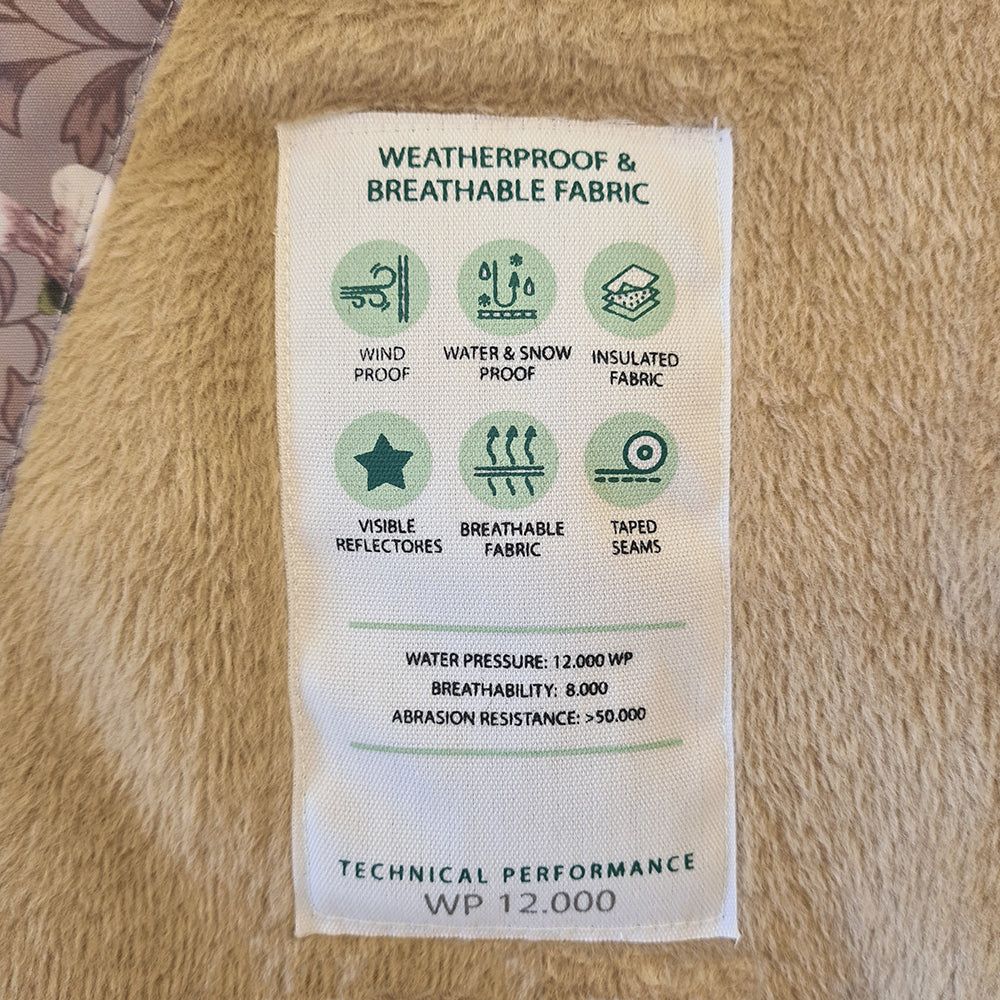 WEATHERPROOF &
BREATHABLE FABRIC
WIND
PROOF
WATER & SNOW
PROOF
INSULATED
FABRIC
VISIBLE
REFLECTORES
BREATHABLE
FABRIC
TAPED
SEAMS
WATER PRESSURE: 12.000 WP
BREATHABILITY: 8.000
ABRASION RESISTANCE: >50.000
TECHNICAL PERFORMANCE
WP 12.000